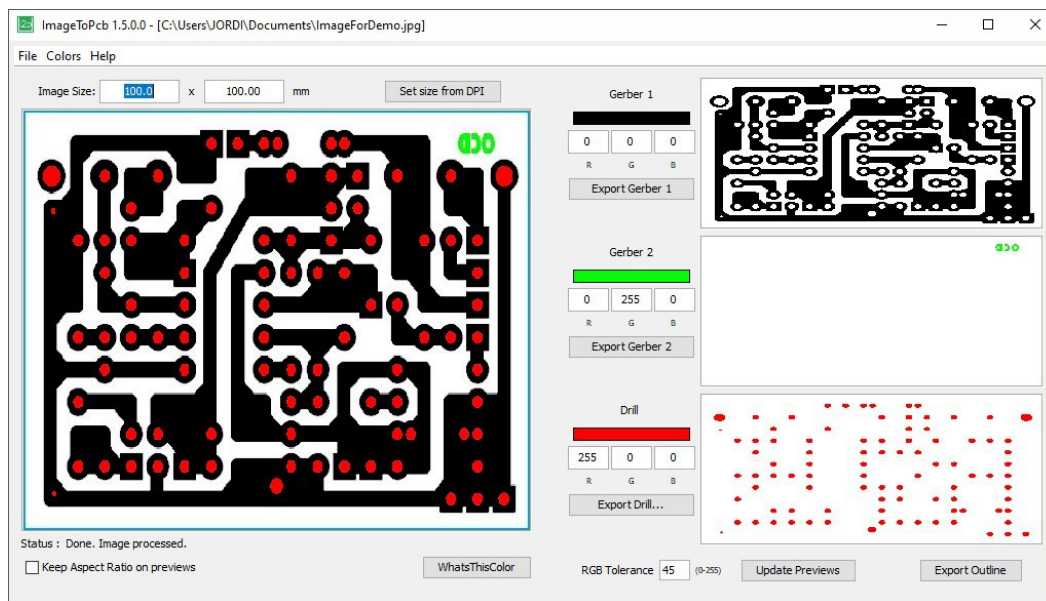 ImageToPcb 1.5.0.0 - [C:\Users\JORDI\Documents\ImageForDemo.jpg]
File Colors Help
Image Size: 100.0 x 100.00 mm Set size from DPI
Gerber 1
0 0 0
R G B
Export Gerber 1
Gerber 2
0 255 0
R G B
Export Gerber 2
Drill
255 0 0
R G B
Export Drill...
Status : Done. Image processed.
Keep Aspect Ratio on previews
WhatsThisColor
RGB Tolerance 45 (0-255) Update Previews Export Outline